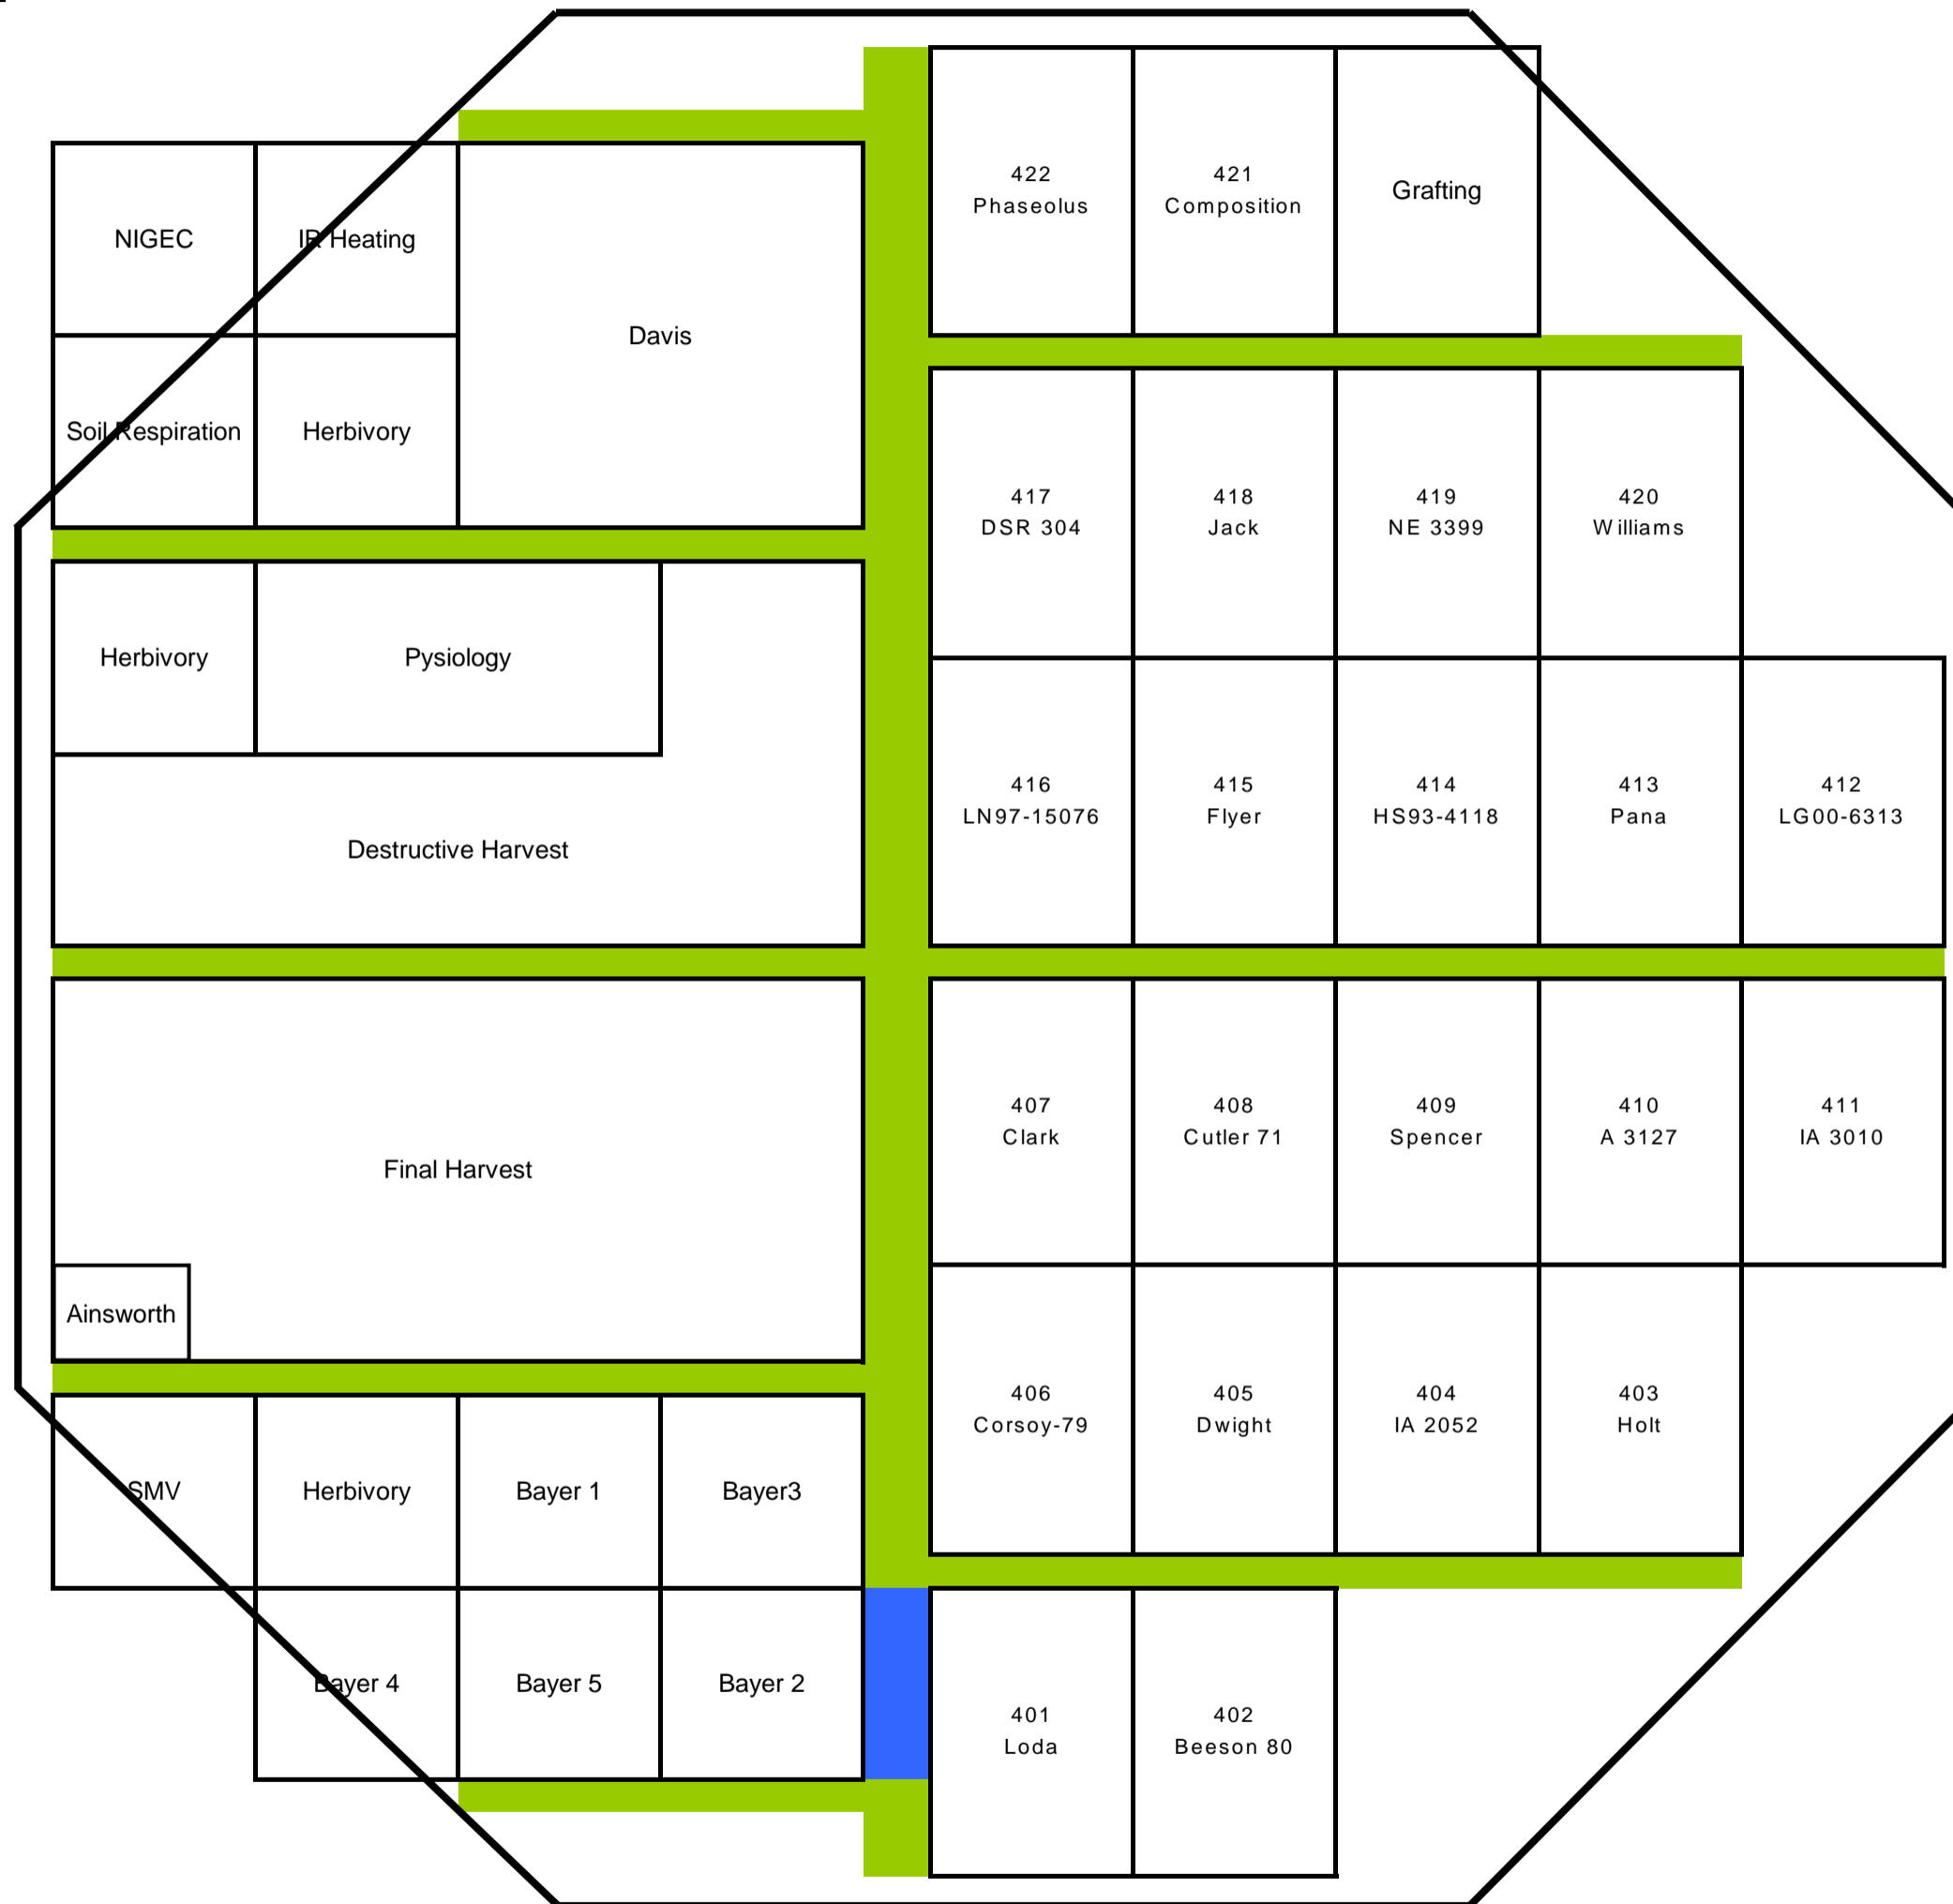 422
Phaseolus
421
Composition
Grafting
NIGEC
IR Heating
Davis
Soil Respiration
Herbivory
417
DSR 304
418
Jack
419
NE 3399
420
Williams
Herbivory
Pysiology
Destructive Harvest
416
LN97-15076
415
Flyer
414
HS93-4118
413
Pana
412
LG00-6313
Final Harvest
Ainsworth
407
Clark
408
Cutler 71
409
Spencer
410
A 3127
411
IA 3010
406
Corsoy-79
405
Dwight
404
IA 2052
403
Holt
SMV
Herbivory
Bayer 1
Bayer3
Bayer 4
Bayer 5
Bayer 2
401
Loda
402
Beeson 80